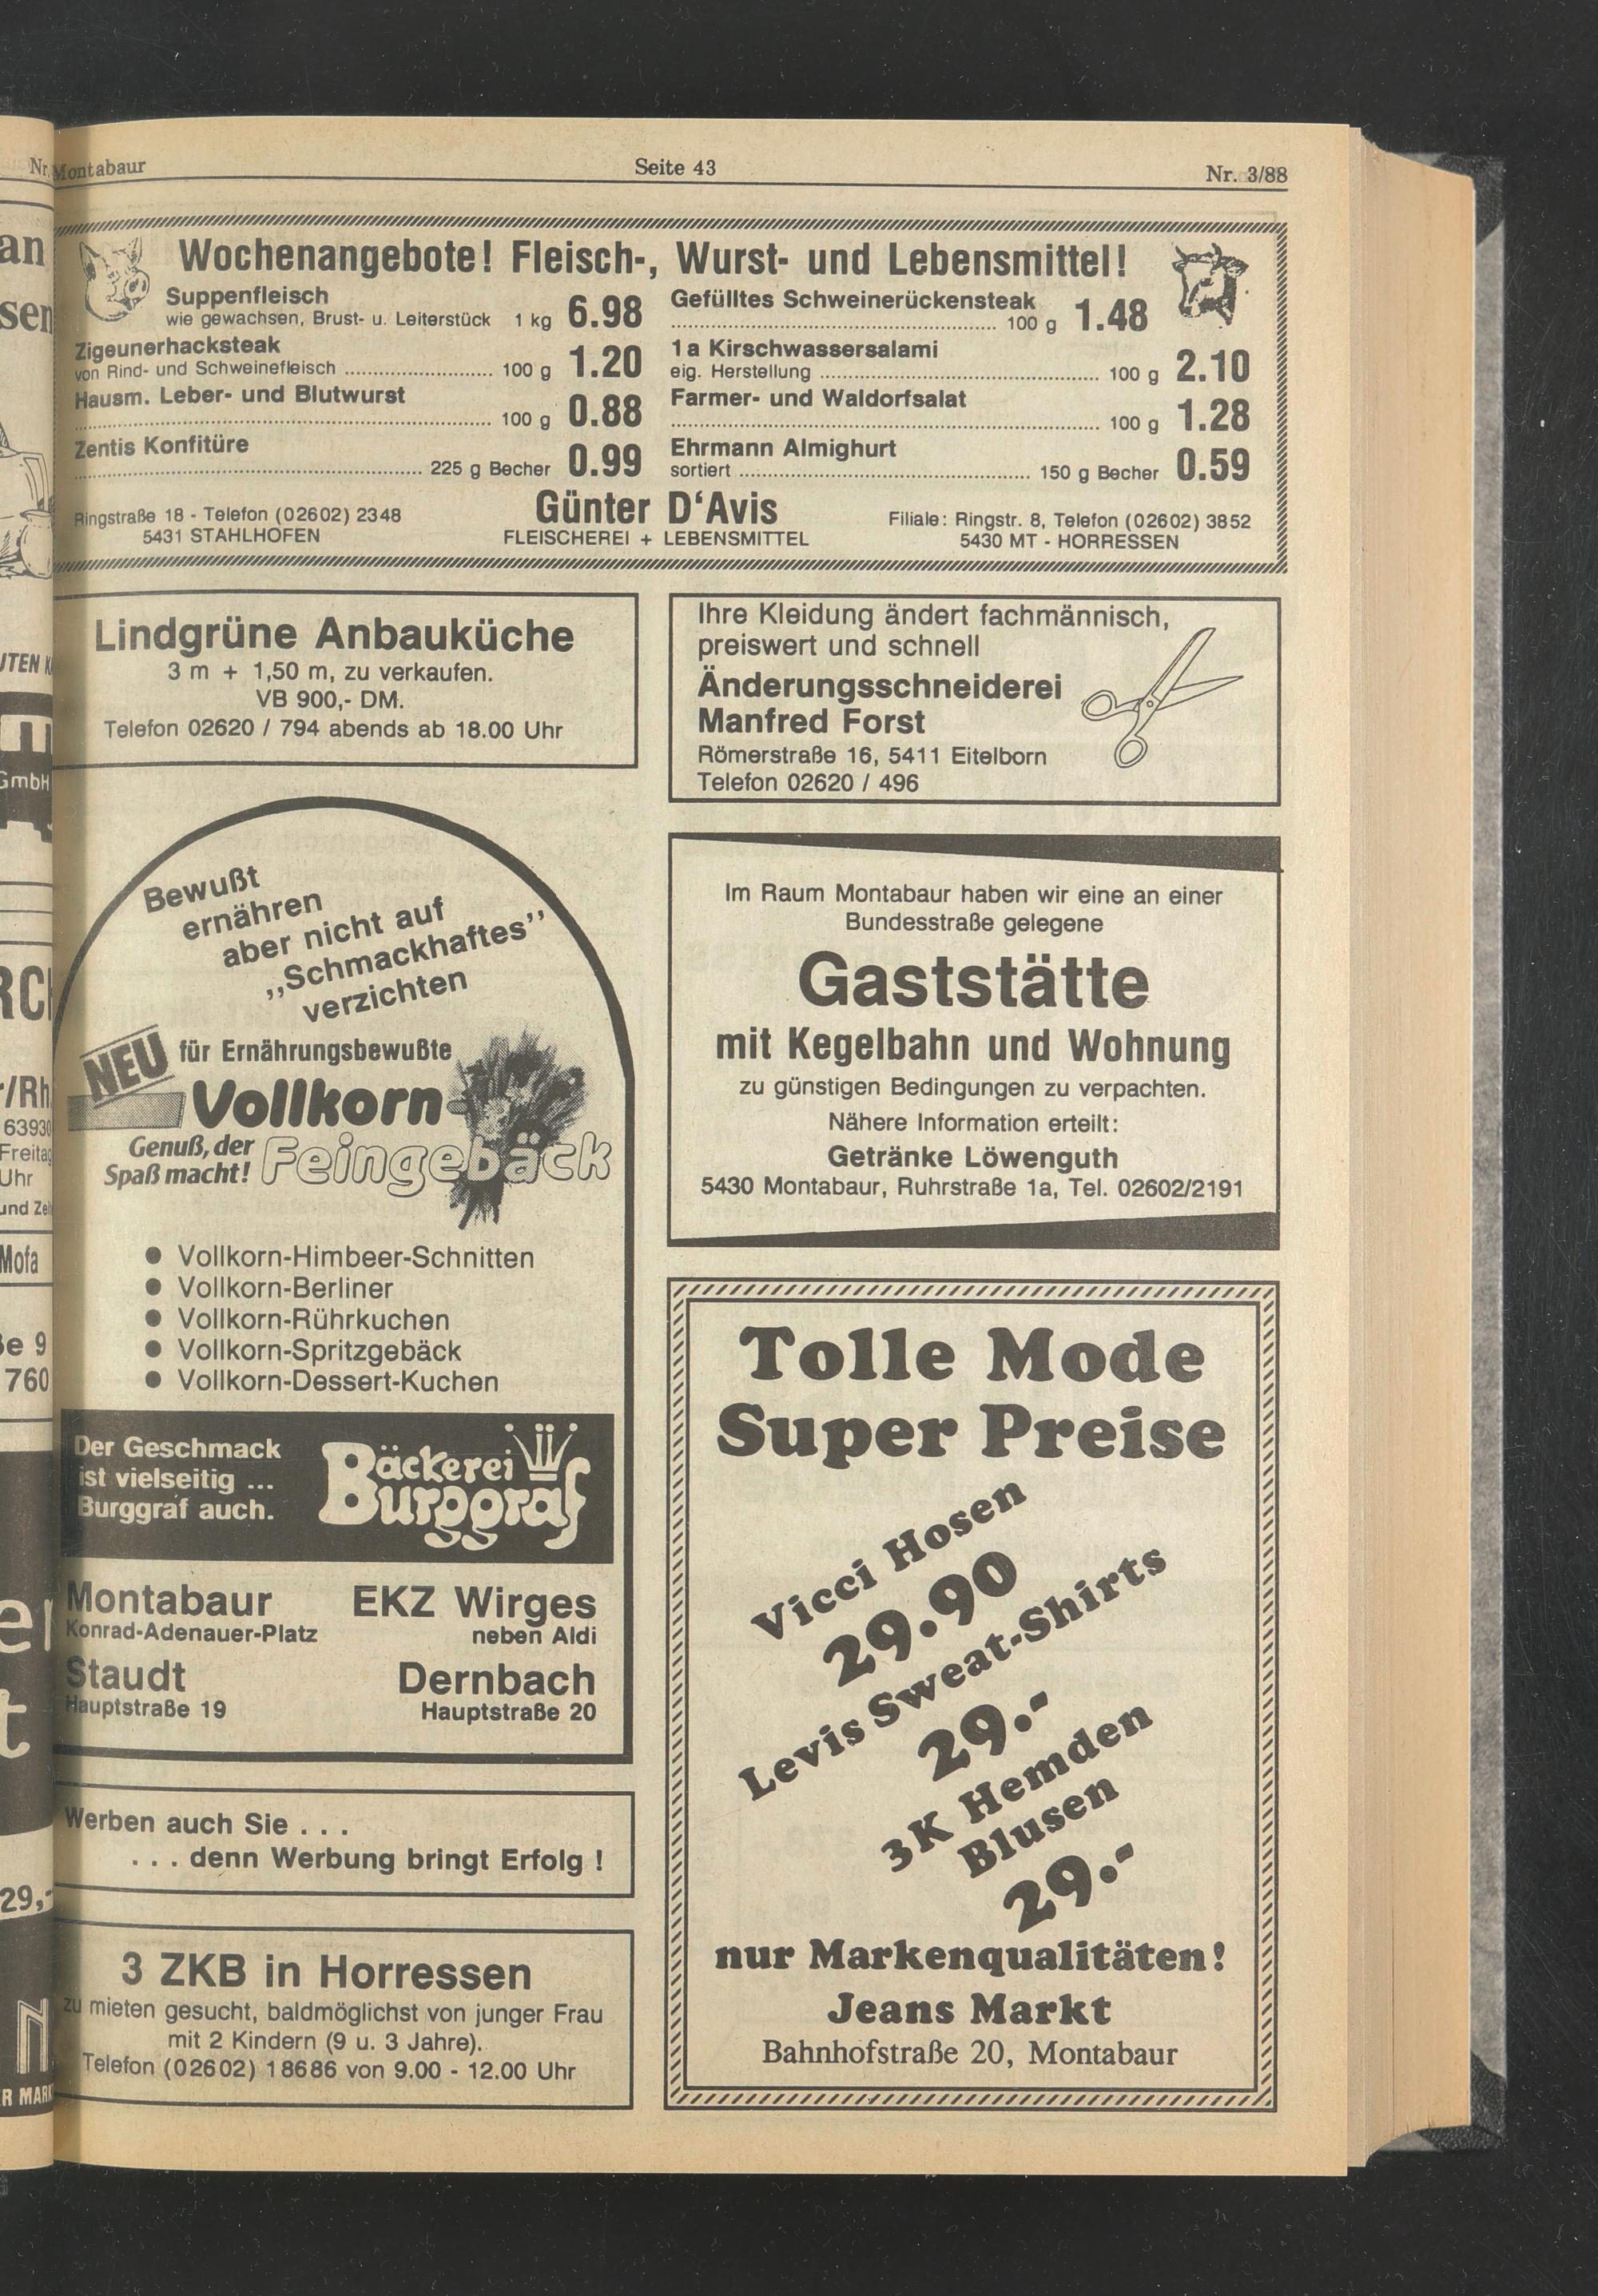 Montabaur Seite 43 Nr. 3/88
Wochenangebote! Fleisch-, Wurst- und Lebensmittel!
Suppenfleisch
wie gewachsen, Brust- u. Leiterstück 1 kg 6.98
Zigeunerhacksteak
von Rind- und Schweinefleisch ........................ 100 g 1.20
Hausm. Leber- und Blutwurst
........................ 100 g 0.88
Zentis Konfitüre
........................ 225 g Becher 0.99
Gefülltes Schweinerückensteak
........................ 100 g 1.48
1a Kirschwassersalami
eig. Herstellung ........................ 100 g 2.10
Farmer- und Waldorfsalat
........................ 100 g 1.28
Ehrmann Almighurt
sortiert ........................ 150 g Becher 0.59
Ringstraße 18 - Telefon (02602) 2348
5431 STAHLHOFEN
Günter D'Avis
FLEISCHEREI + LEBENSMITTEL
Filiale: Ringstr. 8, Telefon (02602) 3852
5430 MT - HORRESSEN
Lindgrüne Anbauküche
3 m + 1,50 m, zu verkaufen.
VB 900,- DM.
Telefon 02620 / 794 abends ab 18.00 Uhr
Ihre Kleidung ändert fachmännisch,
preiswert und schnell
Änderungsschneiderei
Manfred Forst
Römerstraße 16, 5411 Eitelborn
Telefon 02620 / 496
Bewußt
ernähren
aber nicht auf
„Schmackhaftes”
verzichten
NEU für Ernährungsbewußte
Vollkorn-
Genuß, der
Spaß macht!
Feingebäck
● Vollkorn-Himbeer-Schnitten
● Vollkorn-Berliner
● Vollkorn-Rührkuchen
● Vollkorn-Spritzgebäck
● Vollkorn-Dessert-Kuchen
Der Geschmack
ist vielseitig ...
Burggraf auch.
Bäckerei
Burggraf
Montabaur
Konrad-Adenauer-Platz
EKZ Wirges
neben Aldi
Staudt
Hauptstraße 19
Dernbach
Hauptstraße 20
Werben auch Sie . . .
. . . denn Werbung bringt Erfolg !
3 ZKB in Horressen
zu mieten gesucht, baldmöglichst von junger Frau
mit 2 Kindern (9 u. 3 Jahre).
Telefon (02602) 18686 von 9.00 - 12.00 Uhr
Im Raum Montabaur haben wir eine an einer
Bundesstraße gelegene
Gaststätte
mit Kegelbahn und Wohnung
zu günstigen Bedingungen zu verpachten.
Nähere Information erteilt:
Getränke Löwenguth
5430 Montabaur, Ruhrstraße 1a, Tel. 02602/2191
Tolle Mode
Super Preise
Vicci Hosen
29.90
Levis Sweat-Shirts
29.-
3K Hemden
Blusen
29.-
nur Markenqualitäten!
Jeans Markt
Bahnhofstraße 20, Montabaur